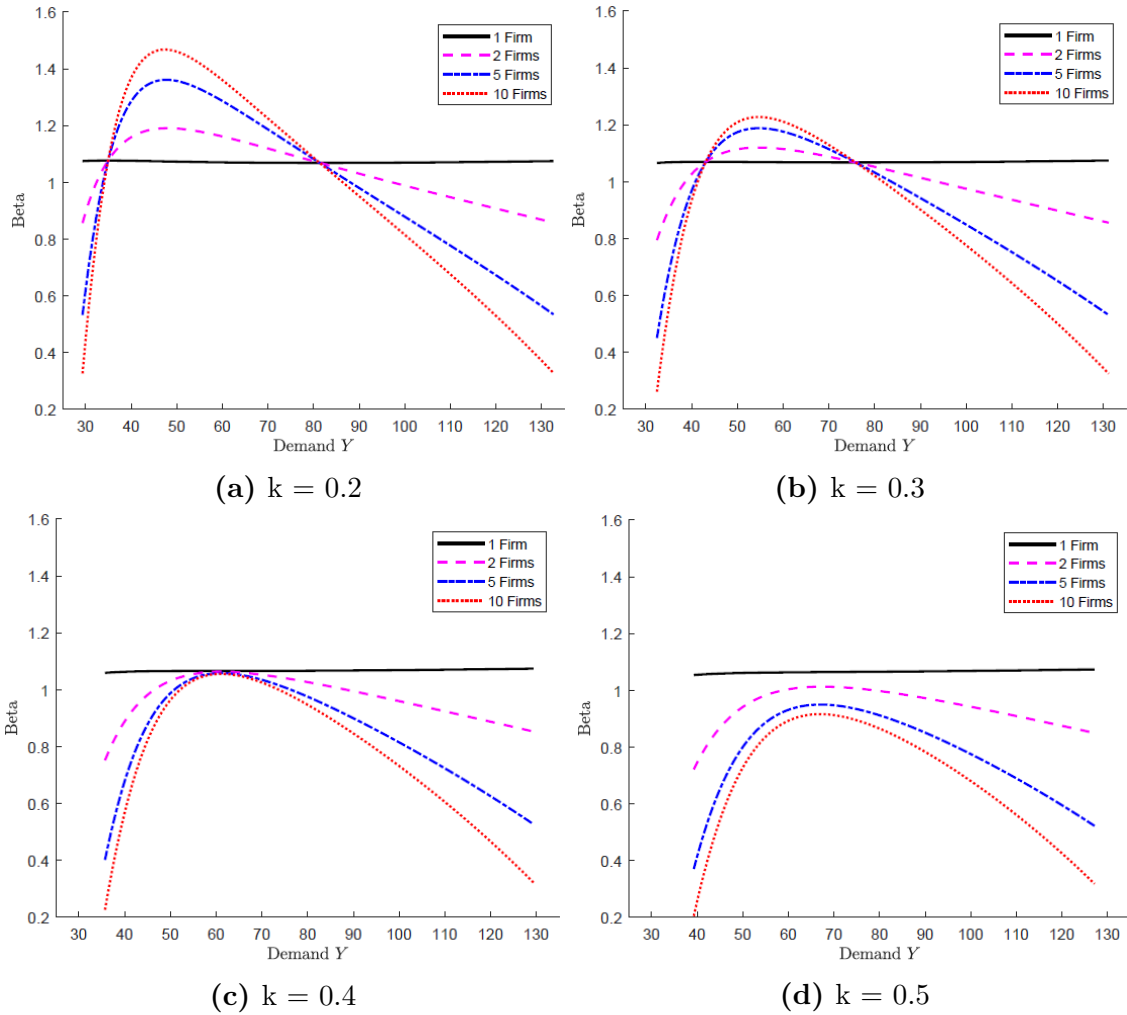 1.6
1.4
1.2
1
0.8
0.6
0.4
0.2
Beta
1 Firm
2 Firms
5 Firms
10 Firms
30 40 50 60 70 80 90 100 110 120 130
Demand Y
(a) k = 0.2
1.6
1.4
1.2
1
0.8
0.6
0.4
0.2
Beta
1 Firm
2 Firms
5 Firms
10 Firms
30 40 50 60 70 80 90 100 110 120 130
Demand Y
(b) k = 0.3
1.6
1.4
1.2
1
0.8
0.6
0.4
0.2
Beta
1 Firm
2 Firms
5 Firms
10 Firms
30 40 50 60 70 80 90 100 110 120 130
Demand Y
(c) k = 0.4
1.6
1.4
1.2
1
0.8
0.6
0.4
0.2
Beta
1 Firm
2 Firms
5 Firms
10 Firms
30 40 50 60 70 80 90 100 110 120 130
Demand Y
(d) k = 0.5